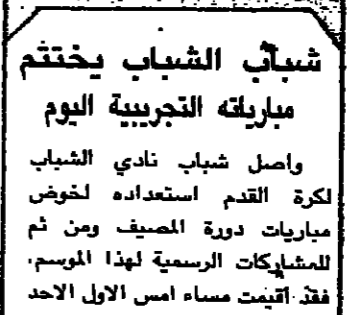 شباب الشباب يختتم
مبارياته التجريبية اليوم
واصل شباب نادي الشباب
لكرة القدم استعداده لخوض
مباريات دورة المصيف ومن ثم
للمشاركات الرسمية لهذا الموسم.
فقد أقيمت مساء امس الاول الاحد